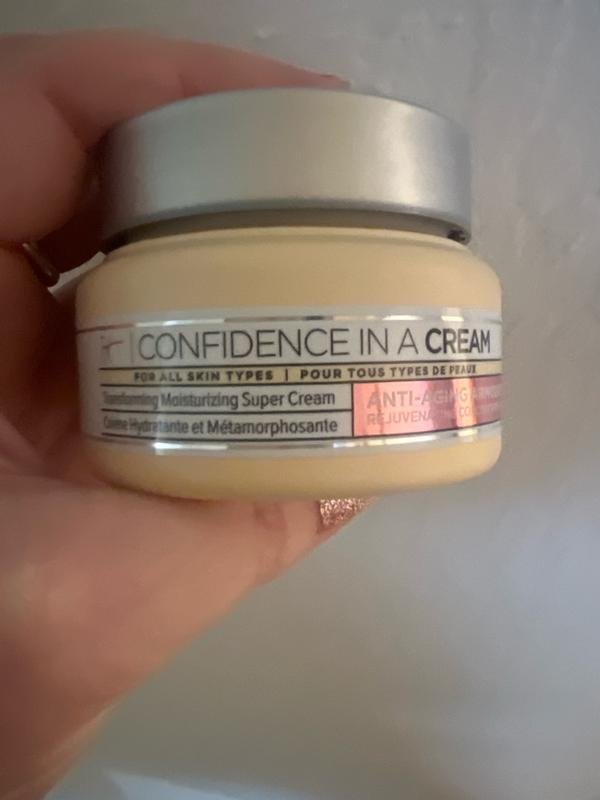 it CONFIDENCE IN A CREAM
FOR ALL SKIN TYPES | POUR TOUS TYPES DE PEAUX
Transforming Moisturizing Super Cream
Crème Hydratante et Métamorphosante
ANTI-AGING